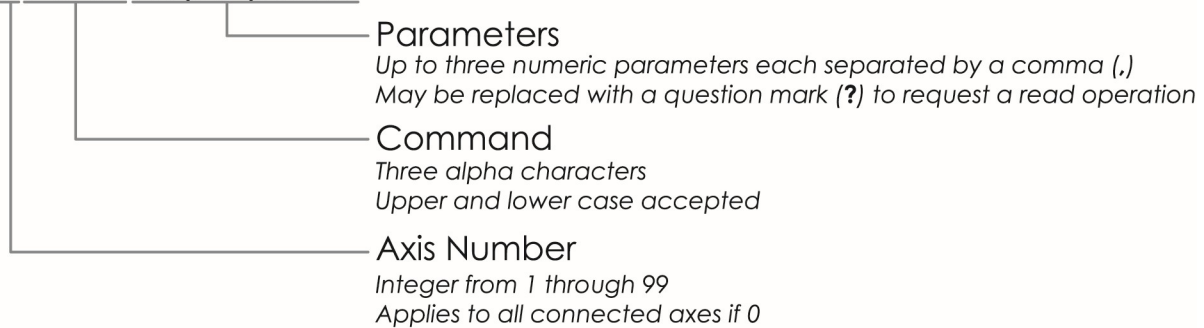 Parameters
Up to three numeric parameters each separated by a comma (,)
May be replaced with a question mark (?) to request a read operation
Command
Three alpha characters
Upper and lower case accepted
Axis Number
Integer from 1 through 99
Applies to all connected axes if 0